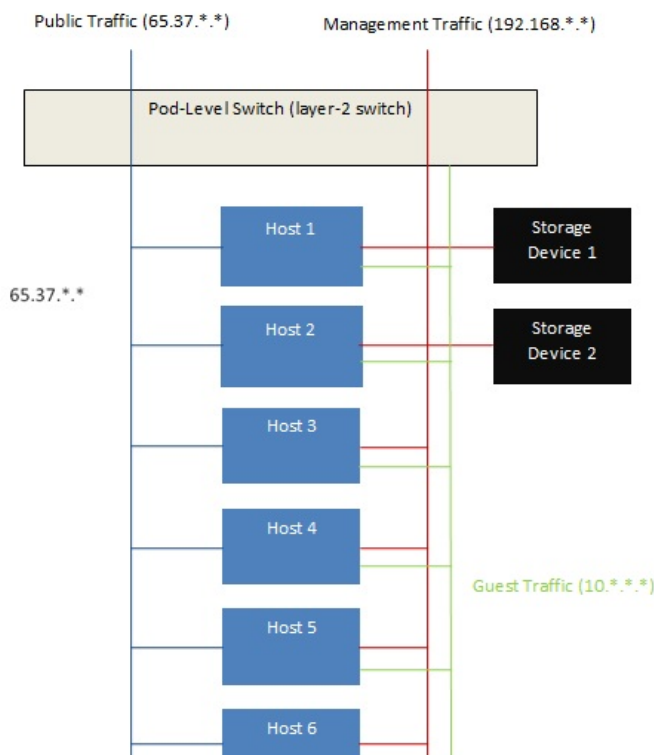 Public Traffic (65.37.*.*)
Management Traffic (192.168.*.*)
Pod-Level Switch (layer-2 switch)
Host 1
Storage
Device 1
65.37.*.*
Host 2
Storage
Device 2
Host 3
Host 4
Guest Traffic (10.*.*.*)
Host 5
Host 6